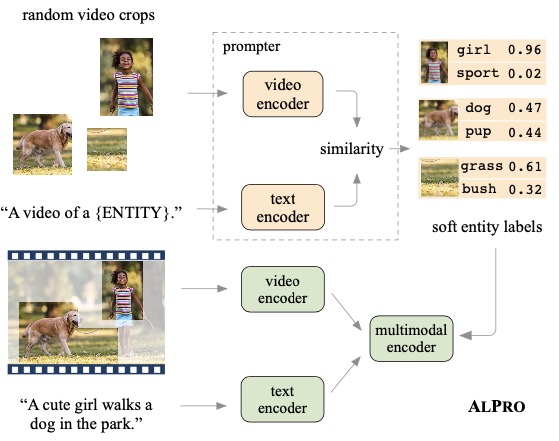 random video crops
prompter
video
encoder
similarity
text
encoder
"A video of a {ENTITY}."
girl 0.96
sport 0.02
dog 0.47
pup 0.44
grass 0.61
bush 0.32
soft entity labels
video
encoder
multimodal
encoder
text
encoder
"A cute girl walks a
dog in the park."
ALPRO